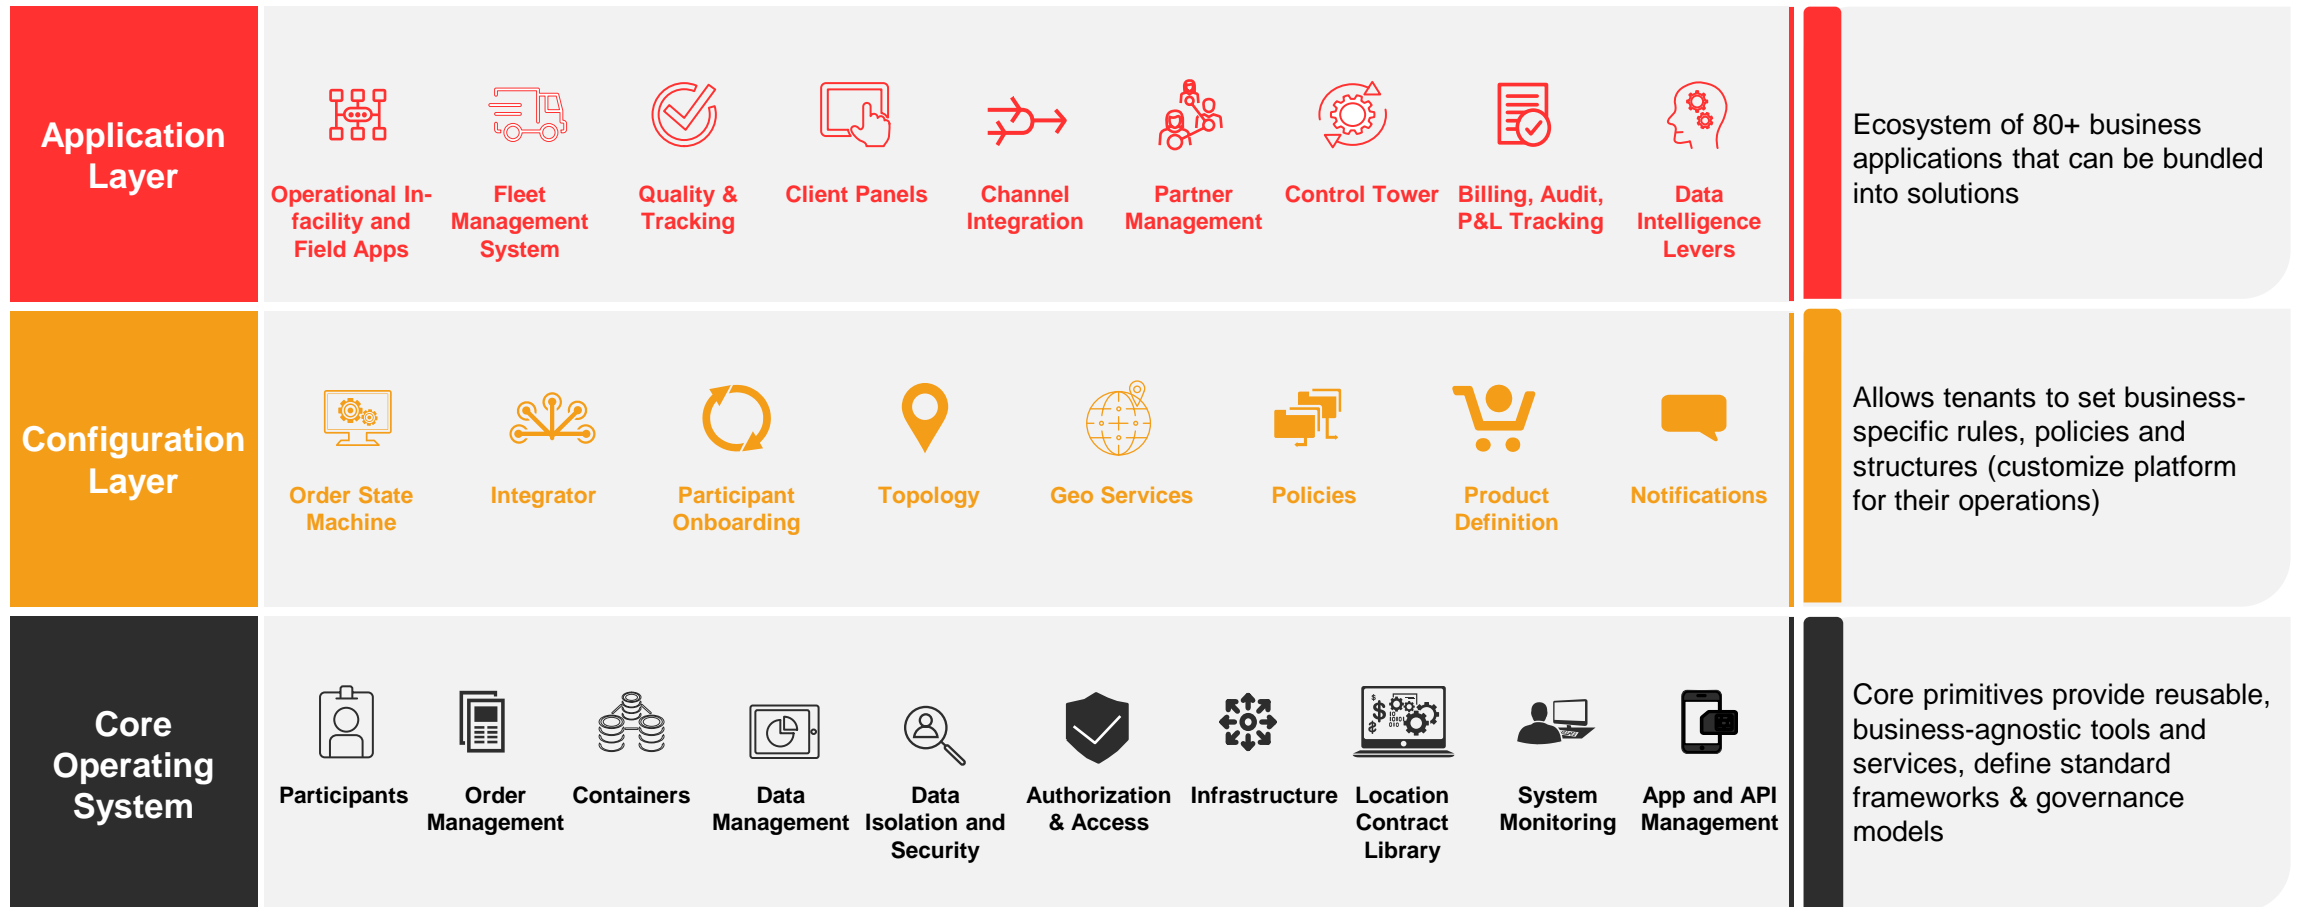 Application
Layer
Operational In-
facility and
Field Apps
Fleet
Management
System
Quality &
Tracking
Client Panels
Channel
Integration
Partner
Management
Control Tower
Billing, Audit,
P&L Tracking
Data
Intelligence
Levers
Ecosystem of 80+ business
applications that can be bundled
into solutions
Configuration
Layer
Order State
Machine
Integrator
Participant
Onboarding
Topology
Geo Services
Policies
Product
Definition
Notifications
Allows tenants to set business-
specific rules, policies and
structures (customize platform
for their operations)
Core
Operating
System
Participants
Order
Management
Containers
Data
Management
Data
Isolation and
Security
Authorization
& Access
Infrastructure
Location
Contract
Library
System
Monitoring
App and API
Management
Core primitives provide reusable,
business-agnostic tools and
services, define standard
frameworks & governance
models